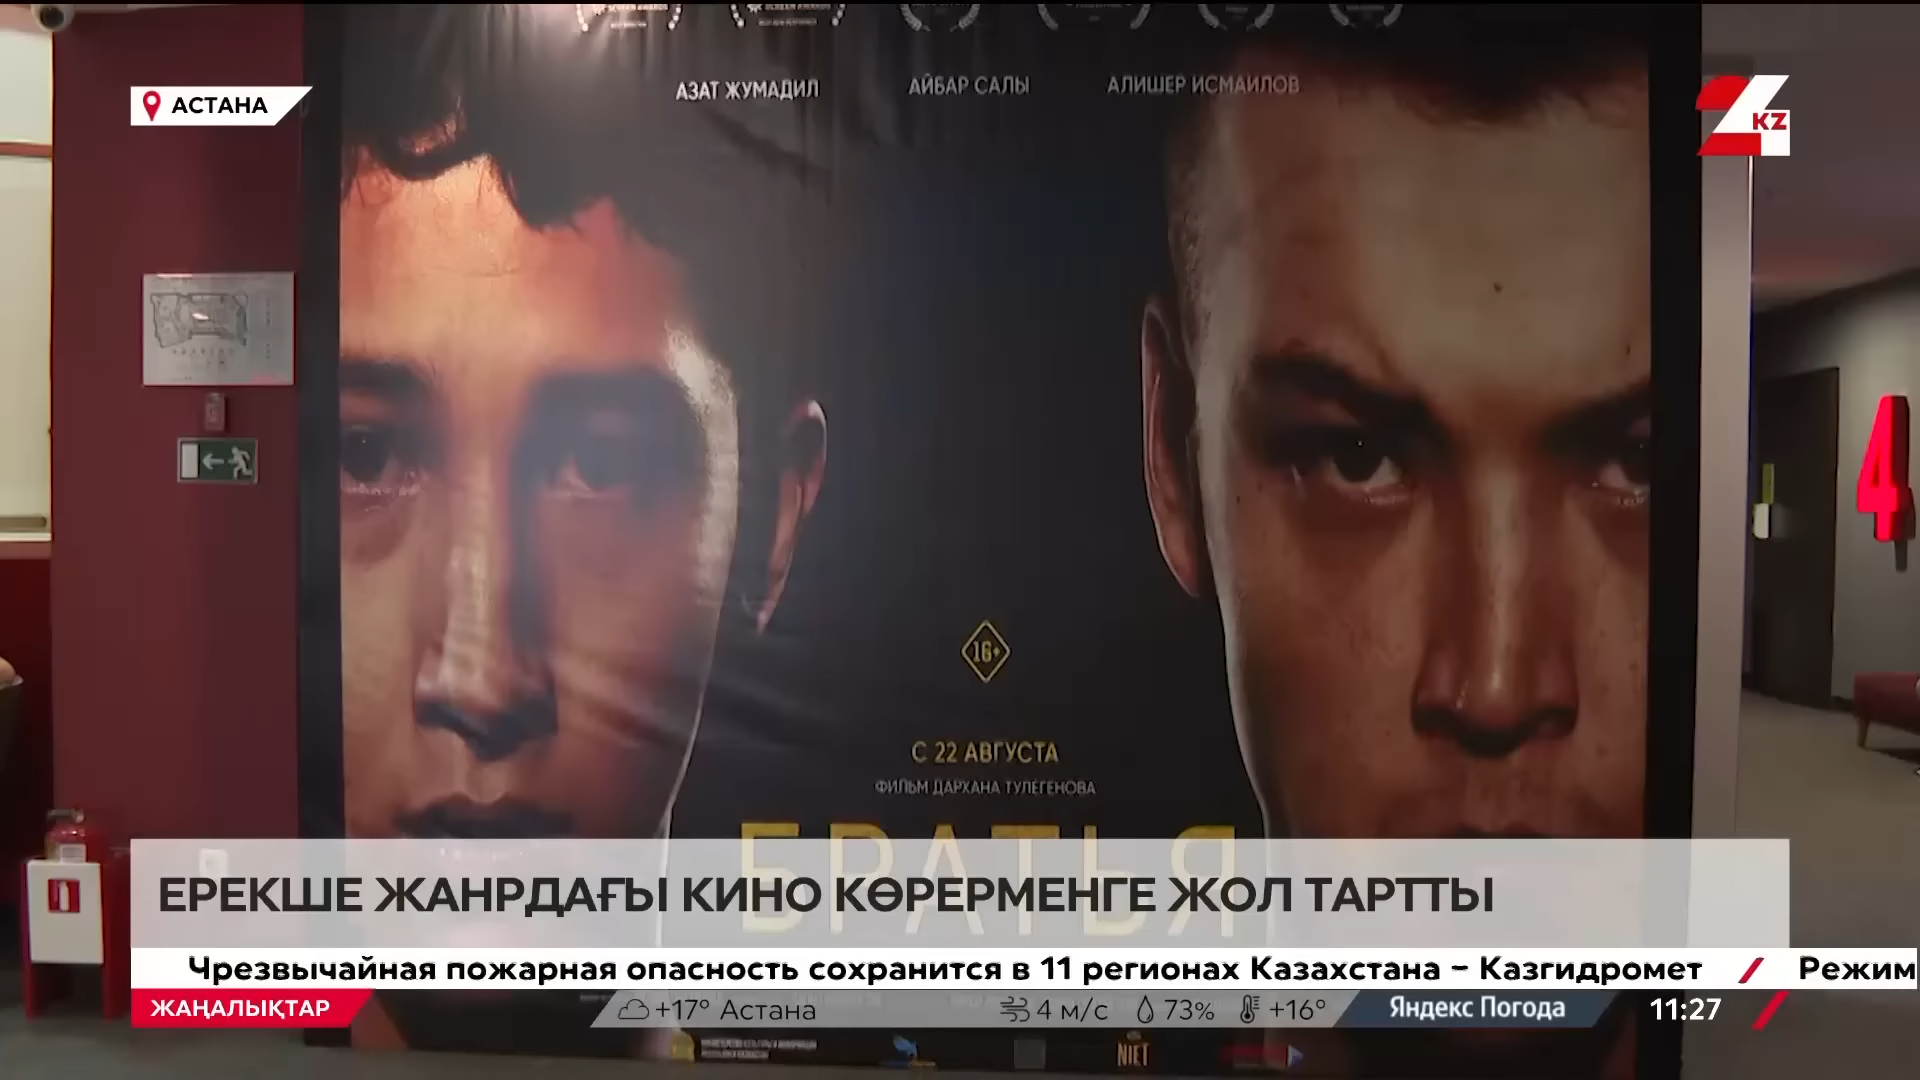 АЗАТ ЖУМАДИЛ
АЙБАР САЛЫ
АЛИШЕР ИСМАИЛОВ
АСТАНА
KZ
4
16+
С 22 АВГУСТА
ФИЛЬМ ДАРХАНА ТУЛЕГЕНОВА
БРАТЬЯ
ЕРЕКШЕ ЖАНРДАҒЫ КИНО КӨРЕРМЕНГЕ ЖОЛ ТАРТТЫ
Чрезвычайная пожарная опасность сохранится в 11 регионах Казахстана – Казгидромет / Режим
ЖАҢАЛЫҚТАР
+17° Астана
4 м/с
73%
+16°
Яндекс Погода
11:27
NIET